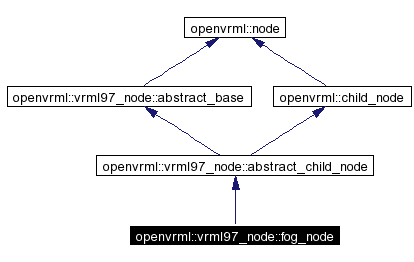 openvrml::node
openvrml::vrml97_node::abstract_base
openvrml::child_node
openvrml::vrml97_node::abstract_child_node
openvrml::vrml97_node::fog_node